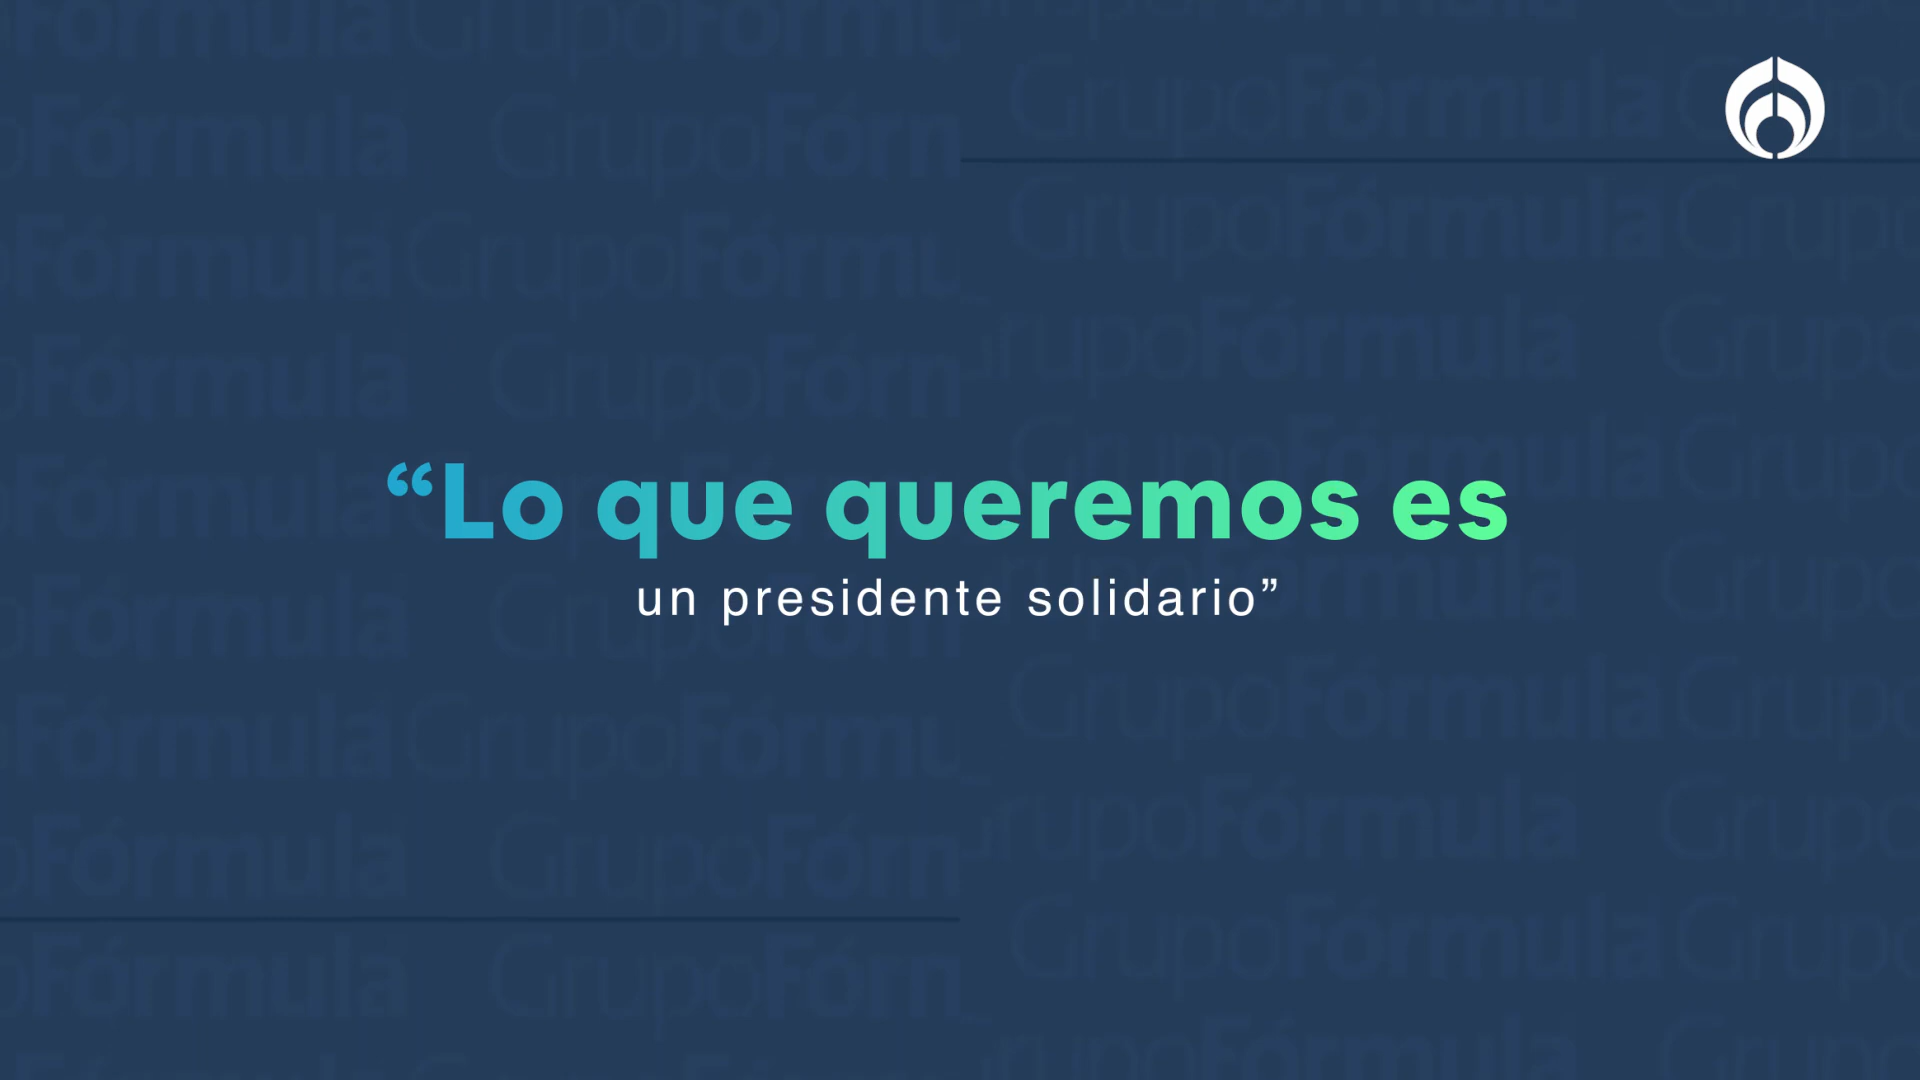 “Lo que queremos es
un presidente solidario”